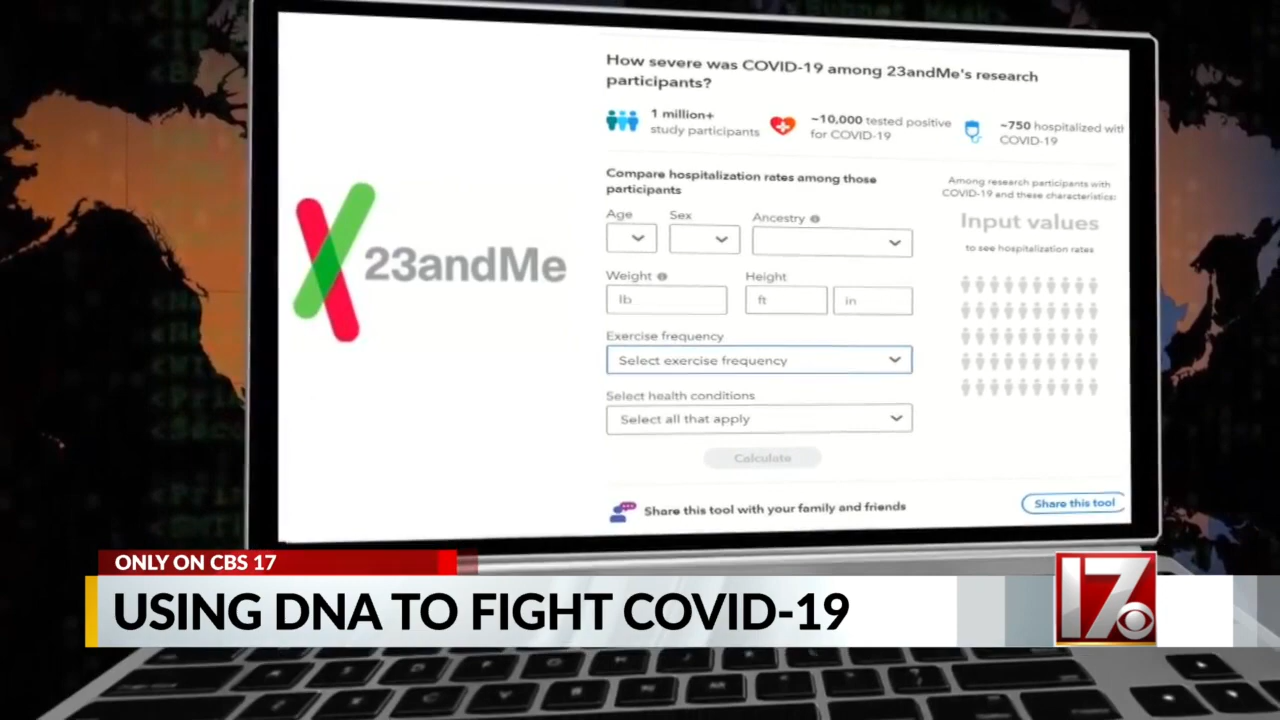 How severe was COVID-19 among 23andMe's research
participants?
1 million+
study participants
~10,000 tested positive
for COVID-19
~750 hospitalized with
COVID-19
Compare hospitalization rates among those
participants
Among research participants with
COVID-19 and these characteristics:
Age
Sex
Ancestry
Input values
to see hospitalization rates
23andMe
Weight
Height
lb
ft
in
Exercise frequency
Select exercise frequency
Select health conditions
Select all that apply
Calculate
Share this tool with your family and friends
Share this tool
ONLY ON CBS 17
USING DNA TO FIGHT COVID-19
17